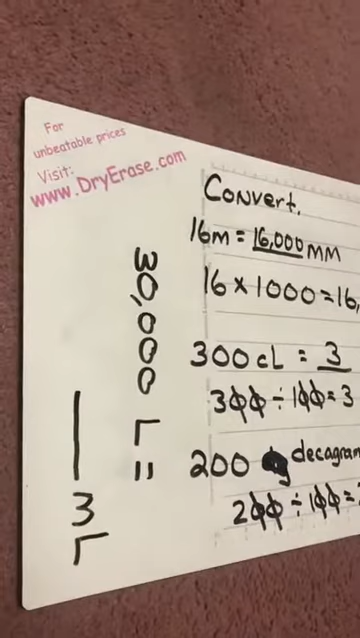 For
unbeatable prices
Visit:
www.DryErase.com
Convert.
16m = 16,000 MM
16 × 1000 = 16,
300 cL = 3
300 ÷ 100 = 3
200 decagram
200 ÷ 100 =
30,000 L =
___ mL